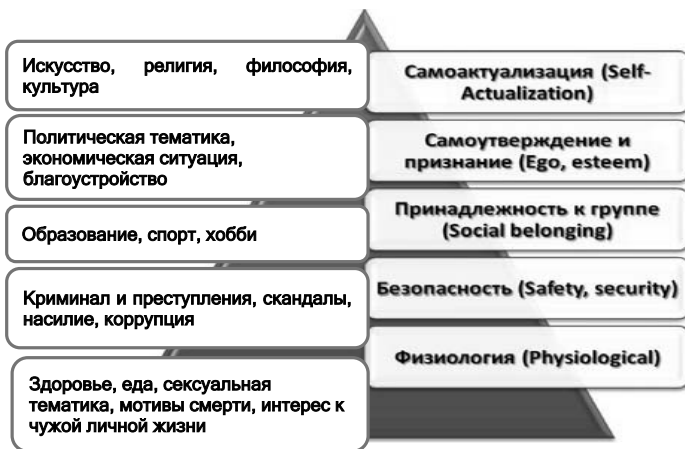 Искусство, религия, философия,
культура
Самоактуализация (Self-
Actualization)
Политическая тематика,
экономическая ситуация,
благоустройство
Самоутверждение и
признание (Ego, esteem)
Образование, спорт, хобби
Принадлежность к группе
(Social belonging)
Криминал и преступления, скандалы,
насилие, коррупция
Безопасность (Safety, security)
Здоровье, еда, сексуальная
тематика, мотивы смерти, интерес к
чужой личной жизни
Физиология (Physiological)